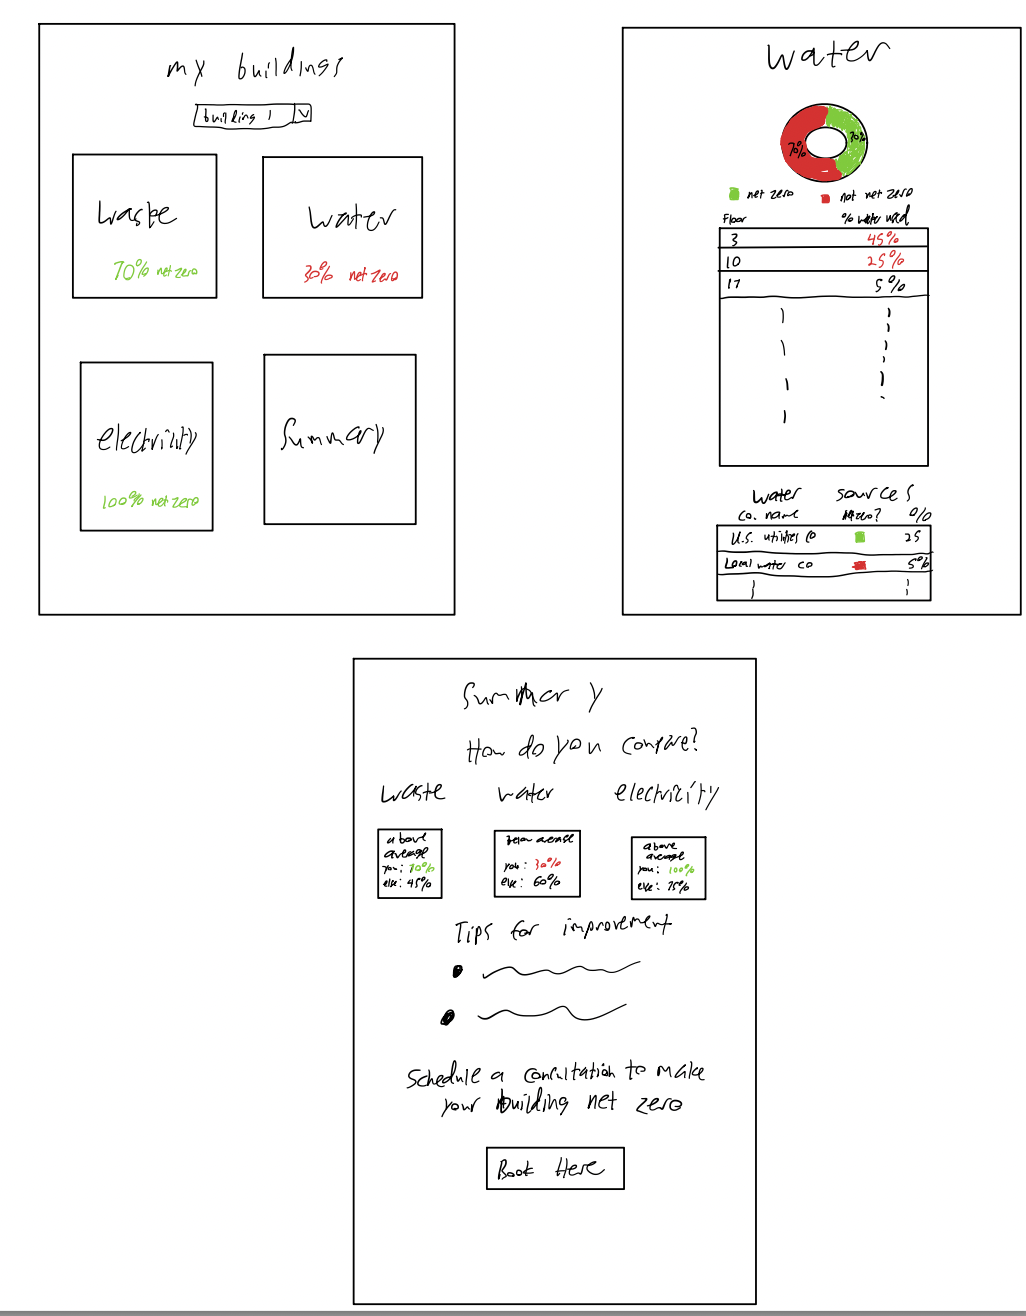 my buildings
building 1
waste
70% net zero
water
30% net zero
electricity
100% net zero
Summary
water
70%
70%
net zero
not net zero
Floor % water used
3 45%
10 25%
17 5%
water sources
co. name %
U.S. utilities co 25
Local water co 5%
Summary
How do you compare?
waste water electricity
above
average
you: 70%
else: 45%
below average
you: 30%
else: 60%
above
average
you: 100%
else: 75%
Tips for improvement
Schedule a consultation to make
your building net zero
Book Here